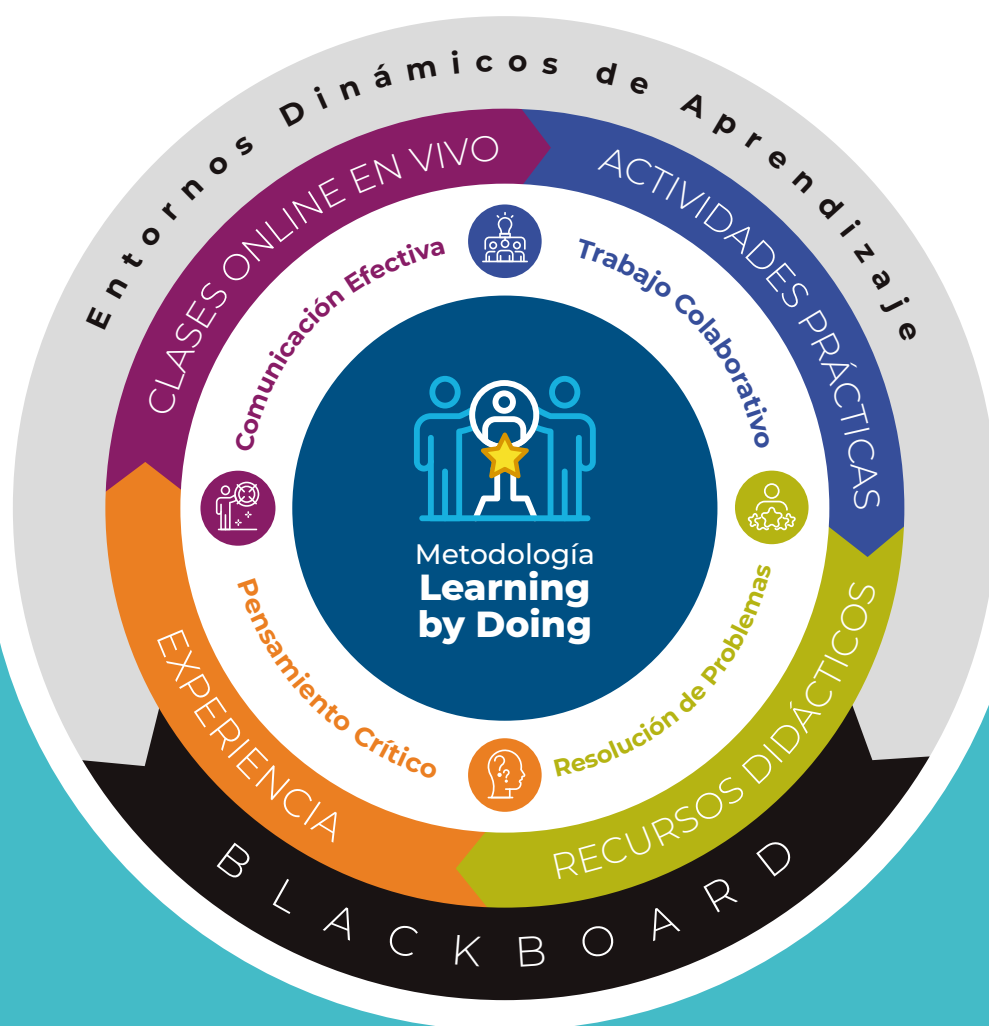 Entornos Dinámicos de Aprendizaje
CLASES ONLINE EN VIVO
ACTIVIDADES PRÁCTICAS
RECURSOS DIDÁCTICOS
EXPERIENCIA
Comunicación Efectiva
Trabajo Colaborativo
Resolución de Problemas
Pensamiento Crítico
Metodología
Learning
by Doing
BLACKBOARD